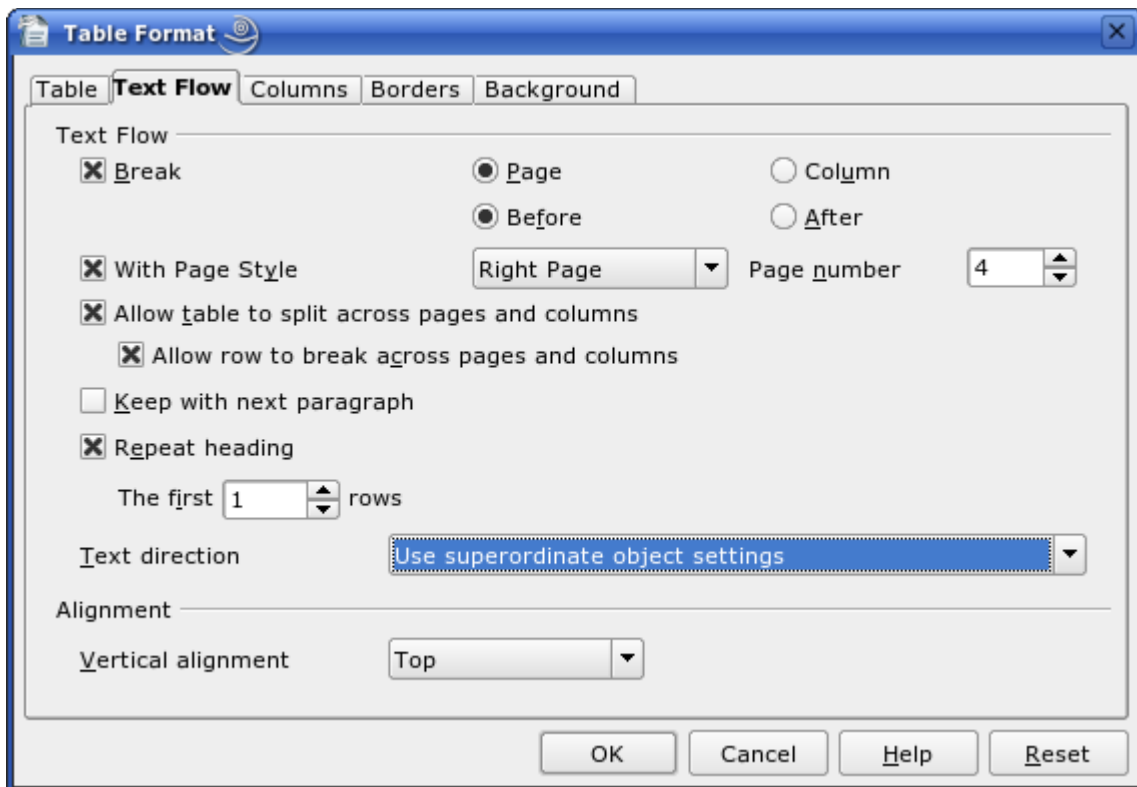 Table Format
Table Text Flow Columns Borders Background
Text Flow
Break Page Column
Before After
With Page Style Right Page Page number 4
Allow table to split across pages and columns
Allow row to break across pages and columns
Keep with next paragraph
Repeat heading
The first 1 rows
Text direction Use superordinate object settings
Alignment
Vertical alignment Top
OK Cancel Help Reset